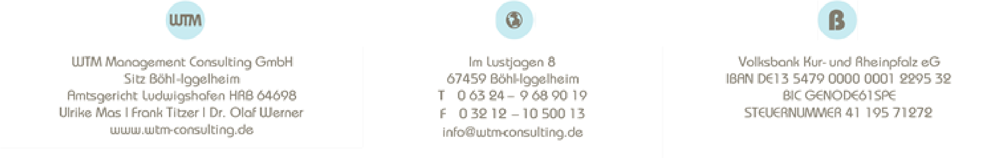 WTM
WTM Management Consulting GmbH
Sitz Böhl-Iggelheim
Amtsgericht Ludwigshafen HRB 64698
Ulrike Mas | Frank Titzer | Dr. Olaf Werner
www.wtm-consulting.de
Im Lustjagen 8
67459 Böhl-Iggelheim
T 0 63 24 – 9 68 90 19
F 0 32 12 – 10 500 13
info@wtm-consulting.de
ß
Volksbank Kur- und Rheinpfalz eG
IBAN DE13 5479 0000 0001 2295 32
BIC GENODE61SPE
STEUERNUMMER 41 195 71272